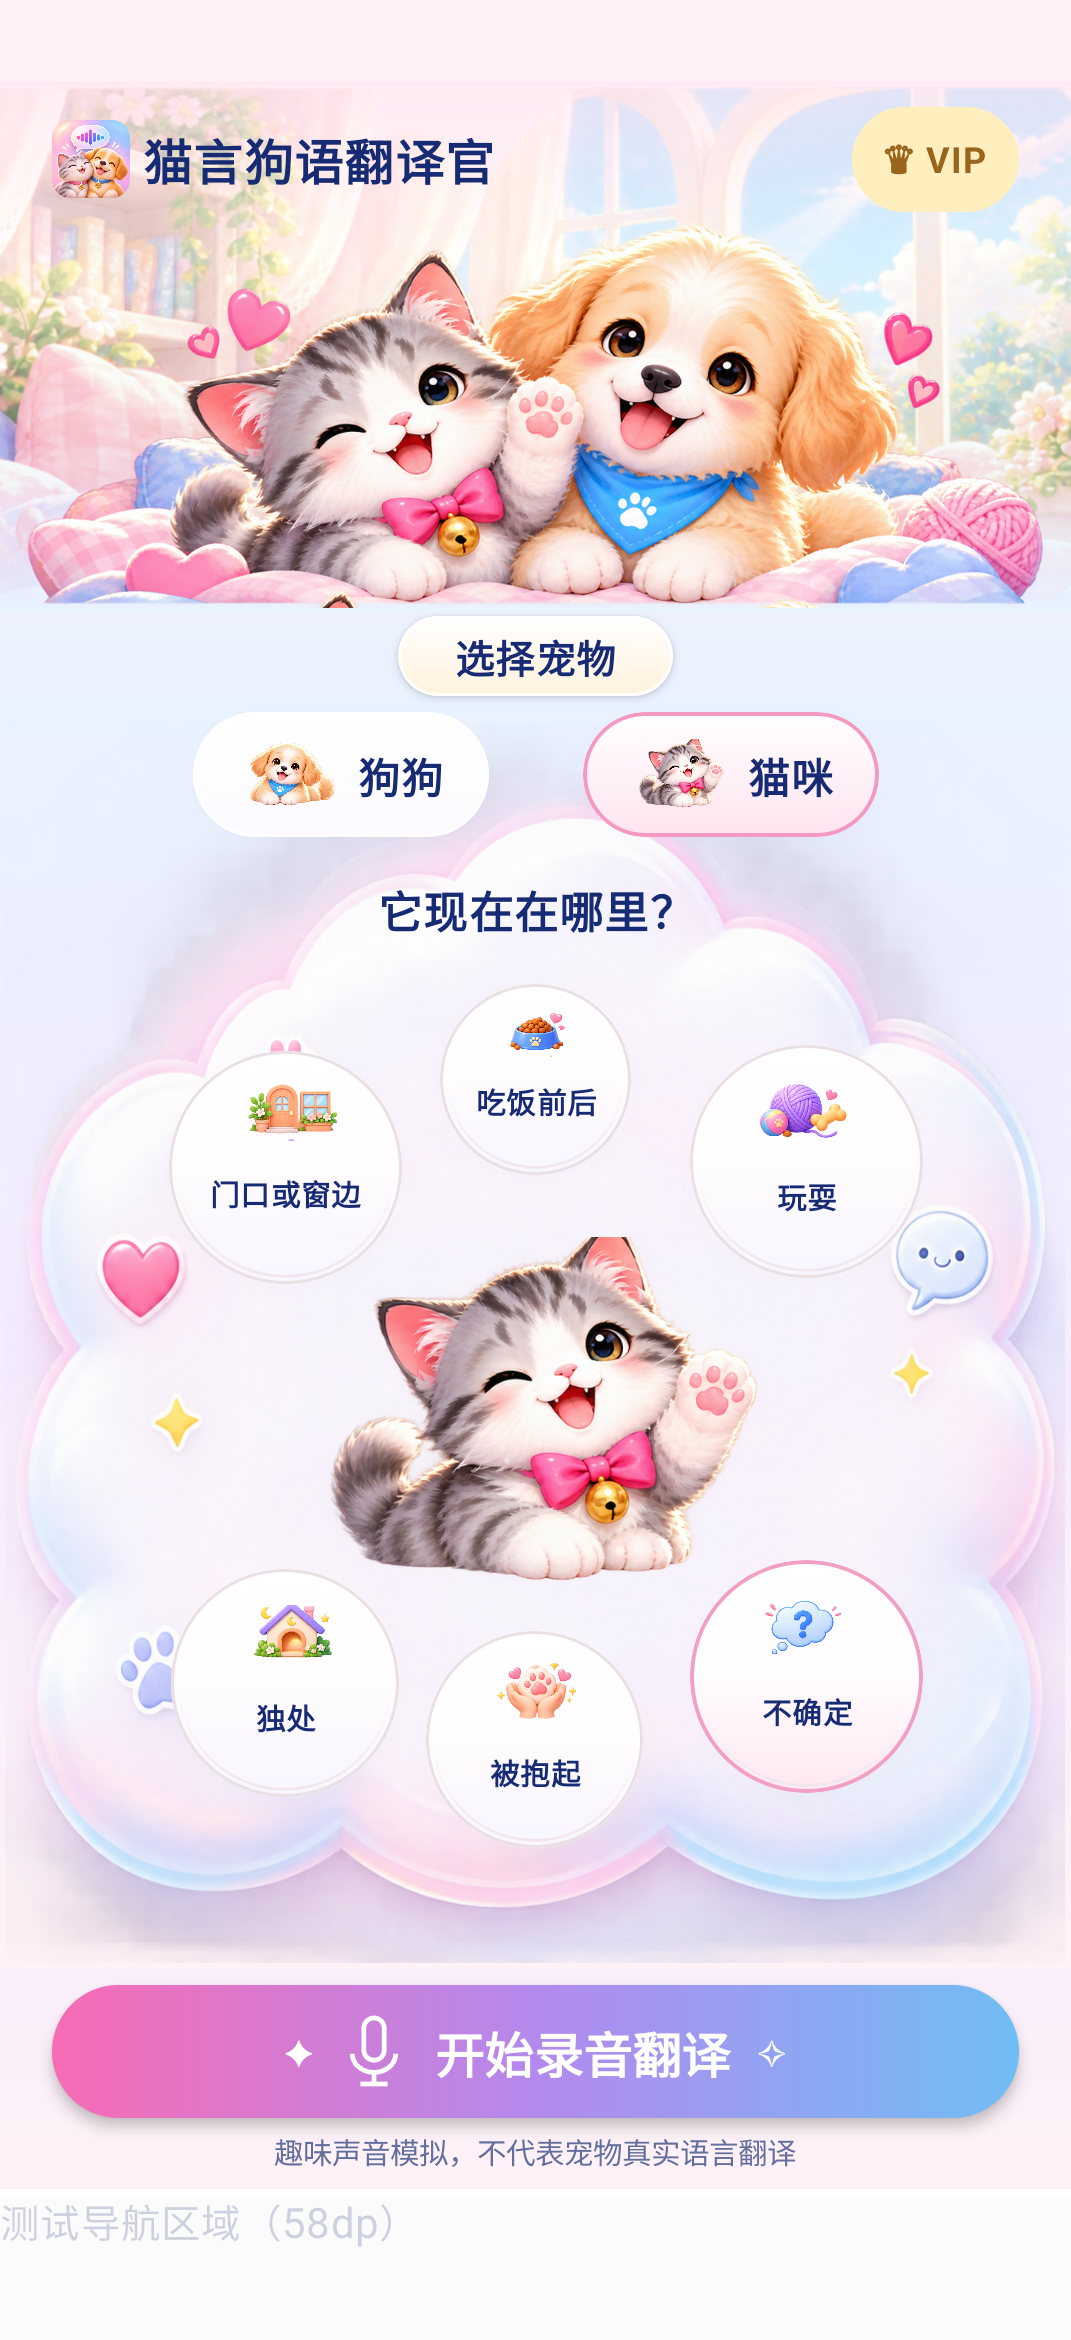 猫言狗语翻译官
VIP
选择宠物
狗狗
猫咪
它现在在哪里？
吃饭前后
门口或窗边
玩耍
独处
被抱起
不确定
开始录音翻译
趣味声音模拟，不代表宠物真实语言翻译
测试导航区域（58dp）